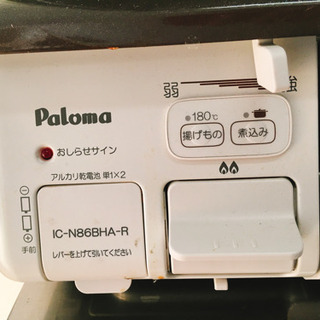 弱 強
Paloma
180℃
おしらせサイン
揚げもの 煮込み
アルカリ乾電池 単1×2
IC-N86BHA-R
手前
レバーを上げて引いてください